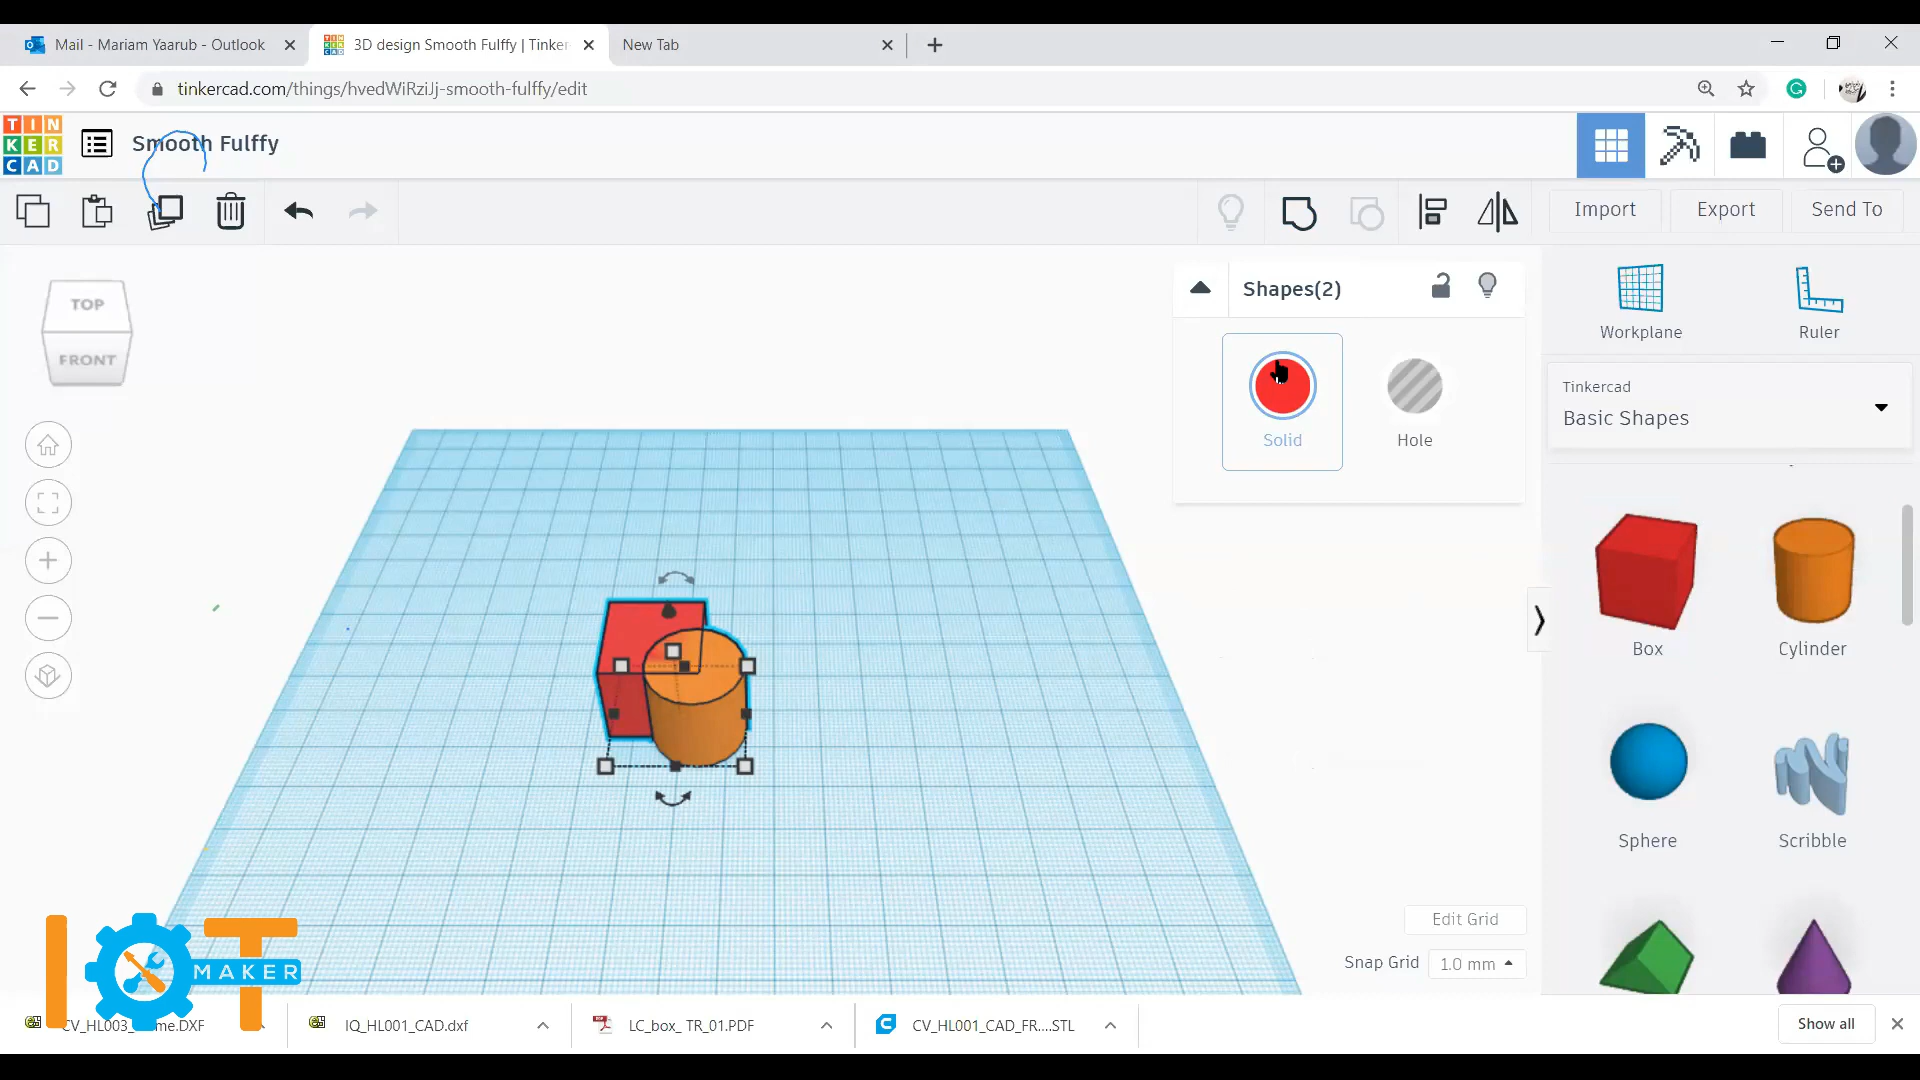 Mail - Mariam Yaarub - Outlook
3D design Smooth Fulffy | Tinker
New Tab
tinkercad.com/things/hvedWiRziJj-smooth-fulffy/edit
TIN
KER
CAD
Smooth Fulffy
Import
Export
Send To
TOP
FRONT
Shapes(2)
Solid
Hole
Workplane
Ruler
Tinkercad
Basic Shapes
Box
Cylinder
Sphere
Scribble
Edit Grid
Snap Grid
1.0 mm
IOT
MAKER
IQ_HL001_CAD.dxf
LC_box_ TR_01.PDF
CV_HL001_CAD_FR....STL
Show all